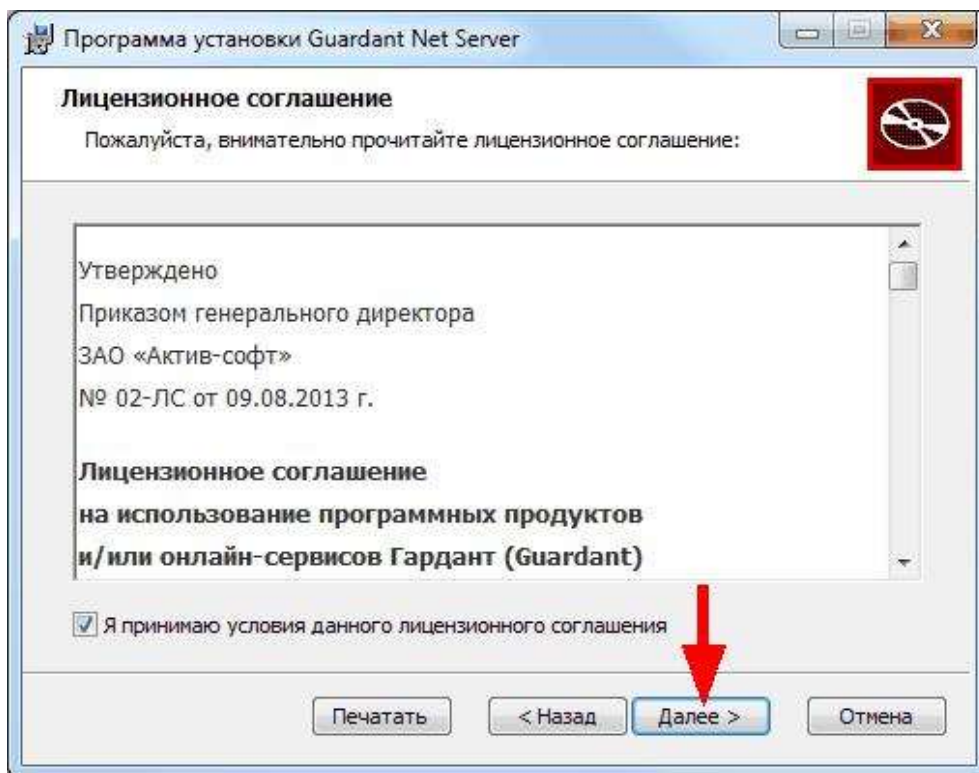 Программа установки Guardant Net Server
Лицензионное соглашение
Пожалуйста, внимательно прочитайте лицензионное соглашение:
Утверждено
Приказом генерального директора
ЗАО «Актив-софт»
№ 02-ЛС от 09.08.2013 г.
Лицензионное соглашение
на использование программных продуктов
и/или онлайн-сервисов Гардант (Guardant)
Я принимаю условия данного лицензионного соглашения
Печатать < Назад Далее > Отмена